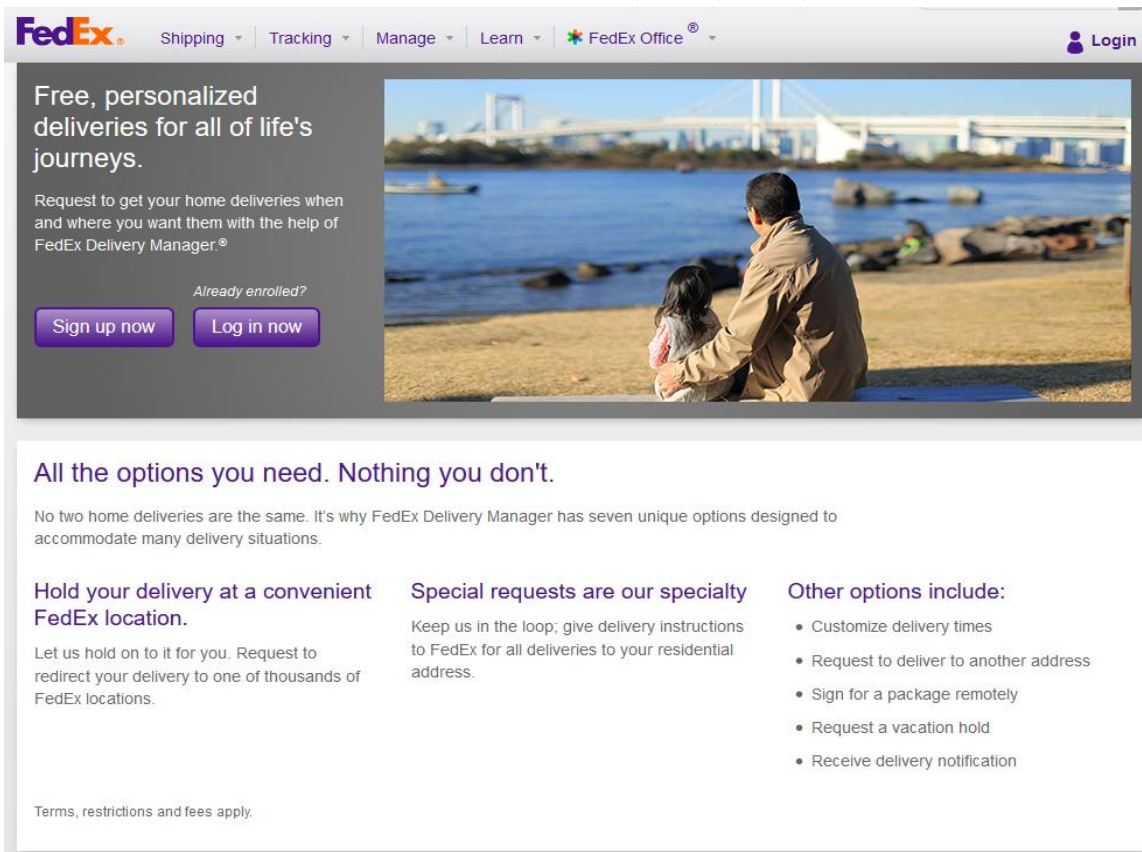 FedEx®
Shipping
Tracking
Manage
Learn
FedEx Office®
Login
Free, personalized
deliveries for all of life's
journeys.
Request to get your home deliveries when
and where you want them with the help of
FedEx Delivery Manager.®
Already enrolled?
Sign up now
Log in now
All the options you need. Nothing you don't.
No two home deliveries are the same. It's why FedEx Delivery Manager has seven unique options designed to
accommodate many delivery situations.
Hold your delivery at a convenient
FedEx location.
Let us hold on to it for you. Request to
redirect your delivery to one of thousands of
FedEx locations.
Special requests are our specialty
Keep us in the loop; give delivery instructions
to FedEx for all deliveries to your residential
address.
Other options include:
• Customize delivery times
• Request to deliver to another address
• Sign for a package remotely
• Request a vacation hold
• Receive delivery notification
Terms, restrictions and fees apply.